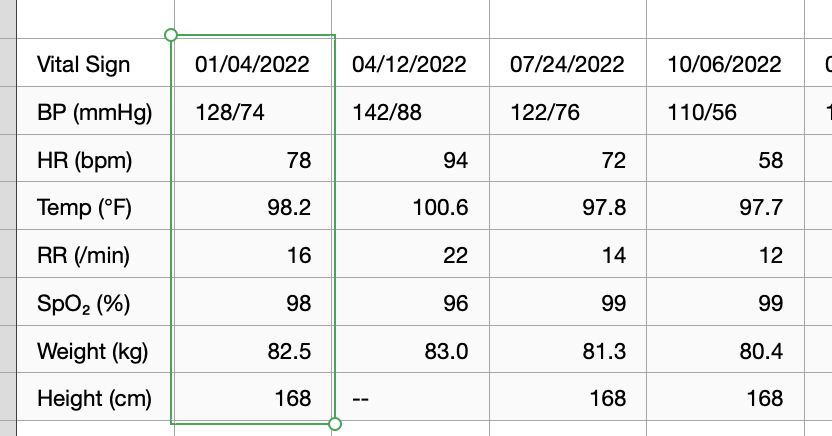 Vital Sign 01/04/2022 04/12/2022 07/24/2022 10/06/2022
BP (mmHg) 128/74 142/88 122/76 110/56
HR (bpm) 78 94 72 58
Temp (°F) 98.2 100.6 97.8 97.7
RR (/min) 16 22 14 12
SpO₂ (%) 98 96 99 99
Weight (kg) 82.5 83.0 81.3 80.4
Height (cm) 168 -- 168 168